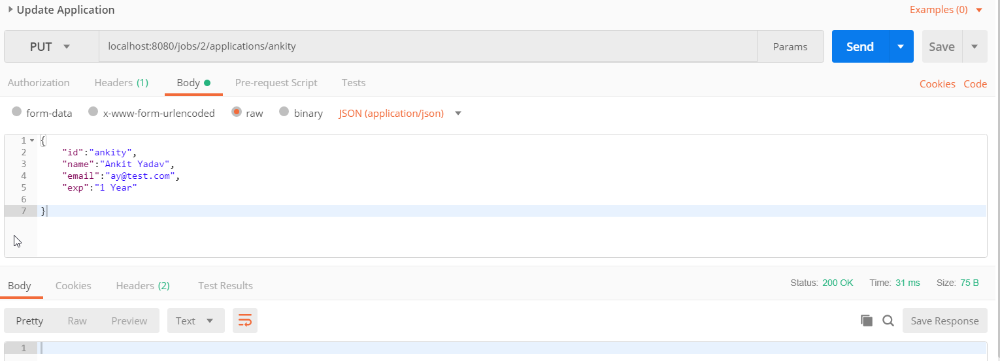 Update Application
Examples (0)
PUT localhost:8080/jobs/2/applications/ankity Params Send Save
Authorization Headers (1) Body Pre-request Script Tests Cookies Code
form-data x-www-form-urlencoded raw binary JSON (application/json)
1 {
2 "id":"ankity",
3 "name":"Ankit Yadav",
4 "email":"ay@test.com",
5 "exp":"1 Year"
6
7 }
Body Cookies Headers (2) Test Results Status: 200 OK Time: 31 ms Size: 75 B
Pretty Raw Preview Text Save Response
1